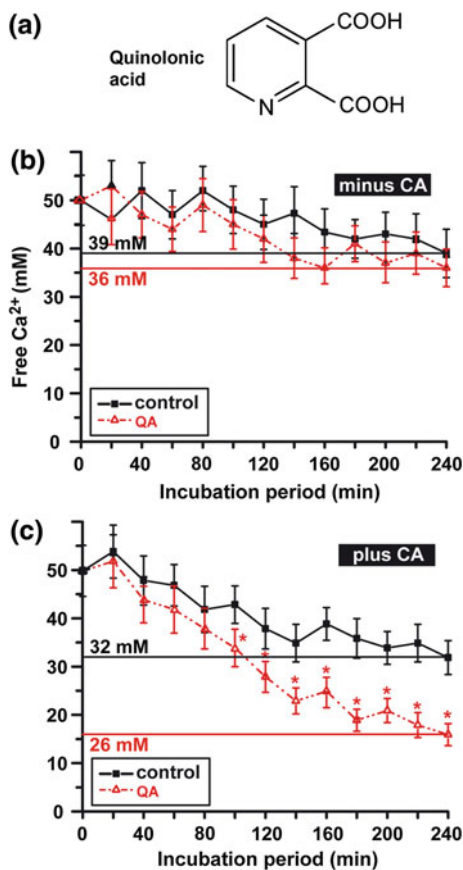 (a)
Quinolonic
acid
COOH
N
COOH
(b)
minus CA
Free Ca²⁺ (mM)
50
40
30
20
10
0
39 mM
36 mM
control
QA
0 40 80 120 160 200 240
Incubation period (min)
(c)
plus CA
50
40
30
20
10
0
32 mM
26 mM
* * * * * * * *
control
QA
0 40 80 120 160 200 240
Incubation period (min)